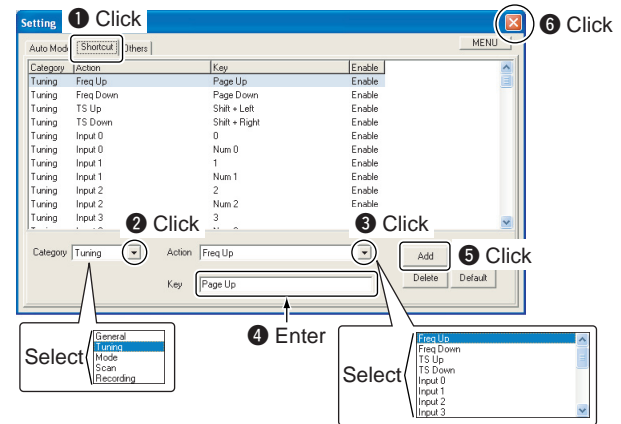 Setting ❶ Click ❻ Click
Auto Mode Shortcut Others MENU
Category Action Key Enable
Tuning Freq Up Page Up Enable
Tuning Freq Down Page Down Enable
Tuning TS Up Shift + Left Enable
Tuning TS Down Shift + Right Enable
Tuning Input 0 0 Enable
Tuning Input 0 Num 0 Enable
Tuning Input 1 1 Enable
Tuning Input 1 Num 1 Enable
Tuning Input 2 2 Enable
Tuning Input 2 Num 2 Enable
Tuning Input 3 3 Enable
❷ Click ❸ Click
Category Tuning Action Freq Up Add ❺ Click
Key Page Up Delete Default
❹ Enter
Select
General
Tuning
Mode
Scan
Recording
Select
Freq Up
Freq Down
TS Up
TS Down
Input 0
Input 1
Input 2
Input 3